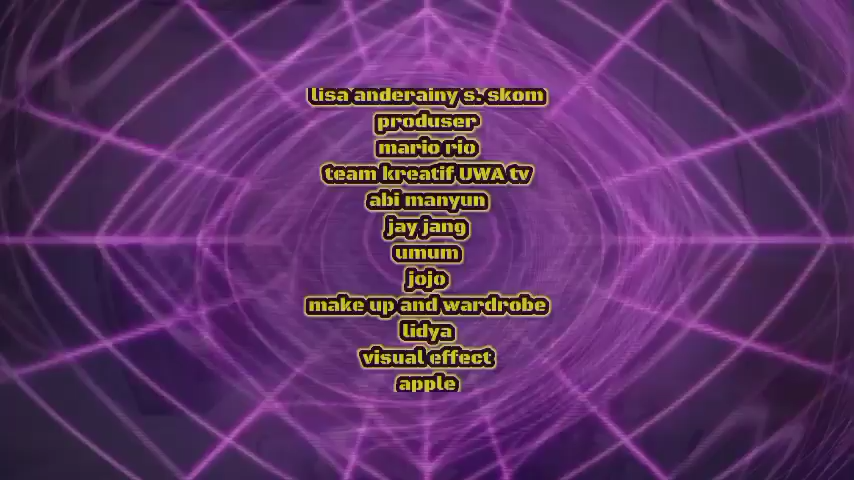 lisa anderainy s. skom
produser
mario rio
team kreatif UWA tv
abi manyun
jay jang
umum
jojo
make up and wardrobe
lidya
visual effect
apple